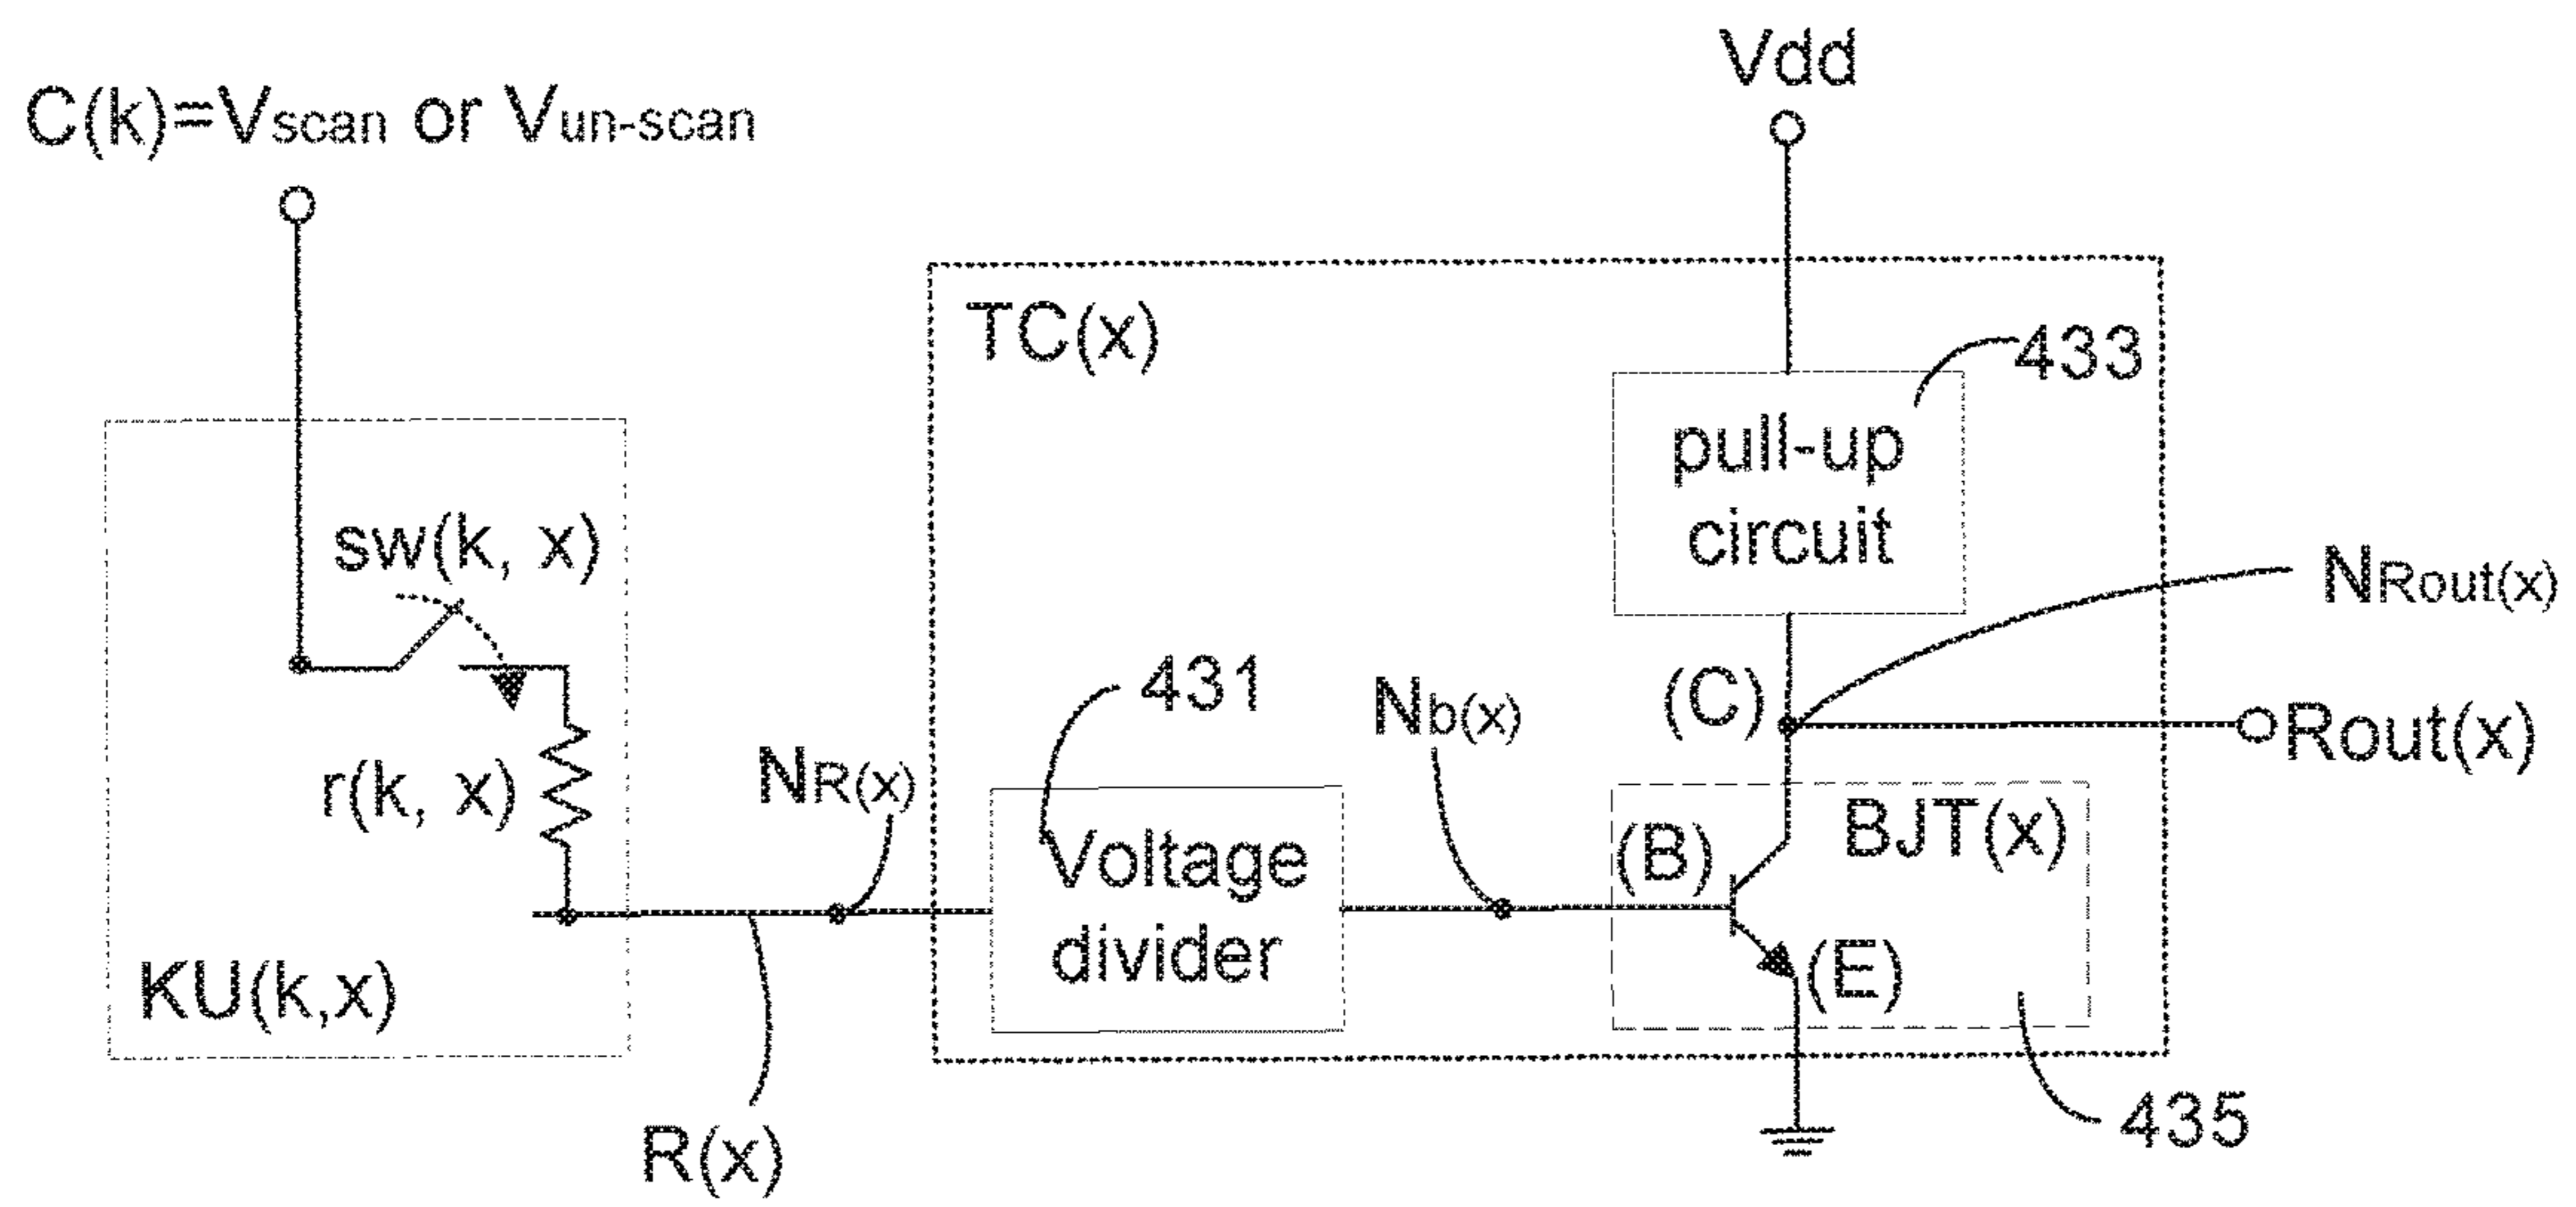 Vdd
C(k)=Vscan or Vun-scan
TC(x)
433
pull-up
circuit
sw(k, x)
NRout(x)
431
Nb(x)
(C)
Rout(x)
r(k, x)
NR(x)
Voltage
divider
(B)
BJT(x)
(E)
KU(k,x)
R(x)
435